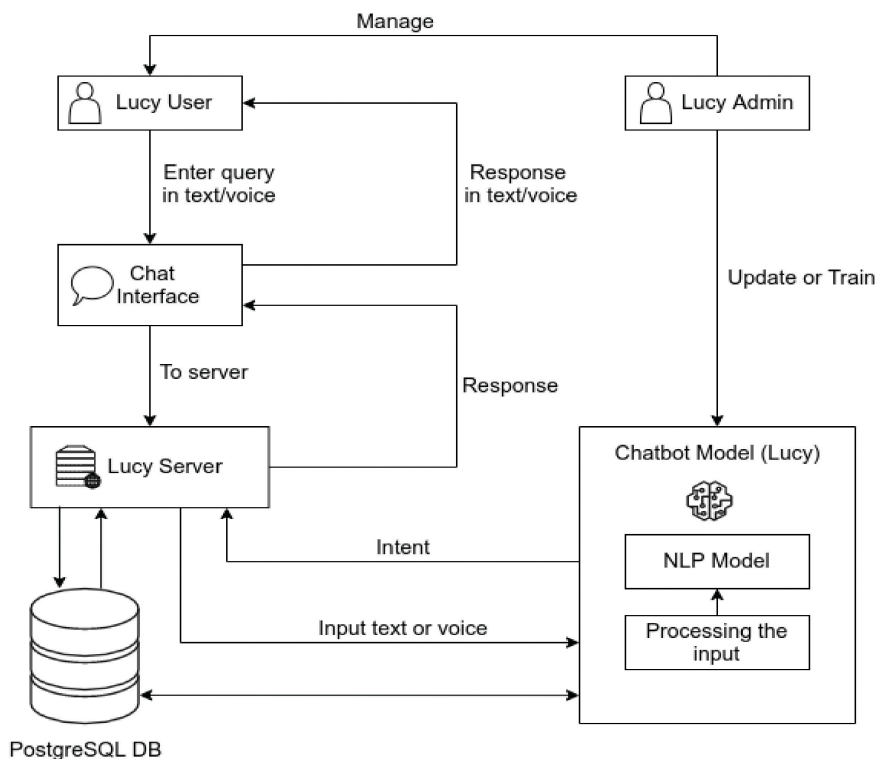 Manage
Lucy User
Lucy Admin
Enter query
in text/voice
Response
in text/voice
Chat
Interface
Update or Train
To server
Response
Lucy Server
Chatbot Model (Lucy)
Intent
NLP Model
Input text or voice
Processing the
input
PostgreSQL DB